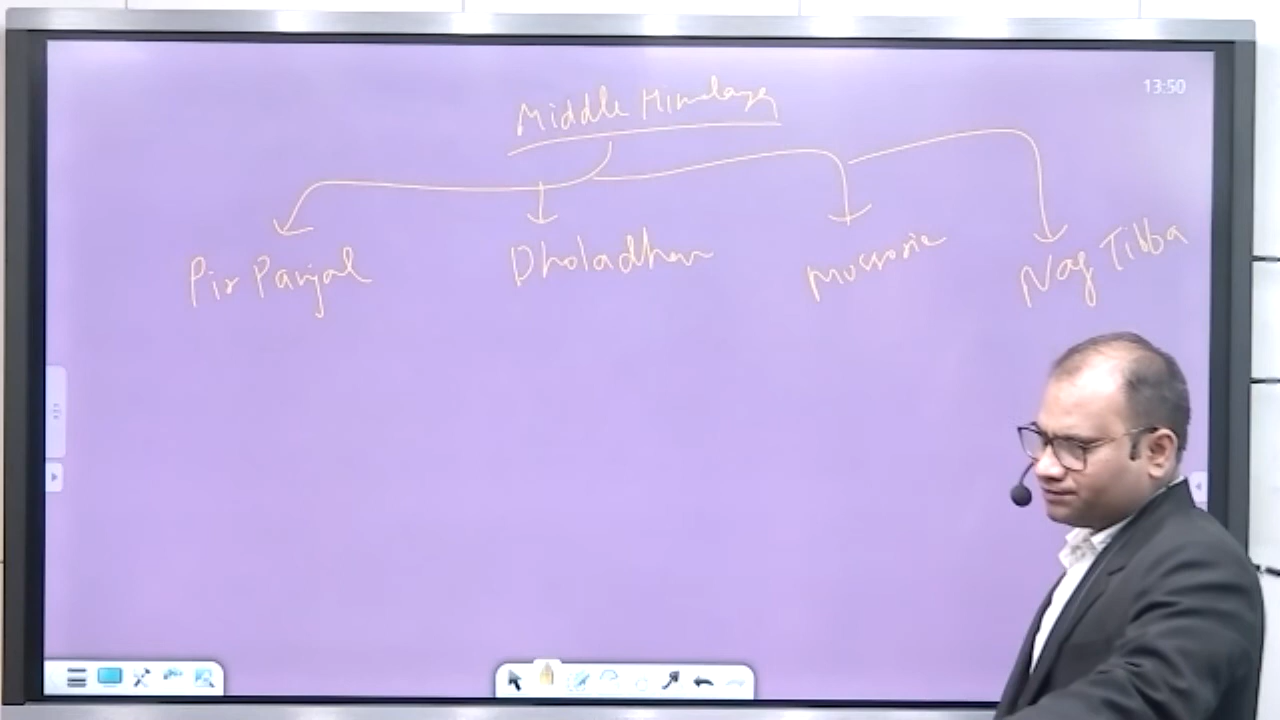 13:50
Middle Himalaya
Pir Panjal
Dholadhar
Mussorie
Nag Tibba